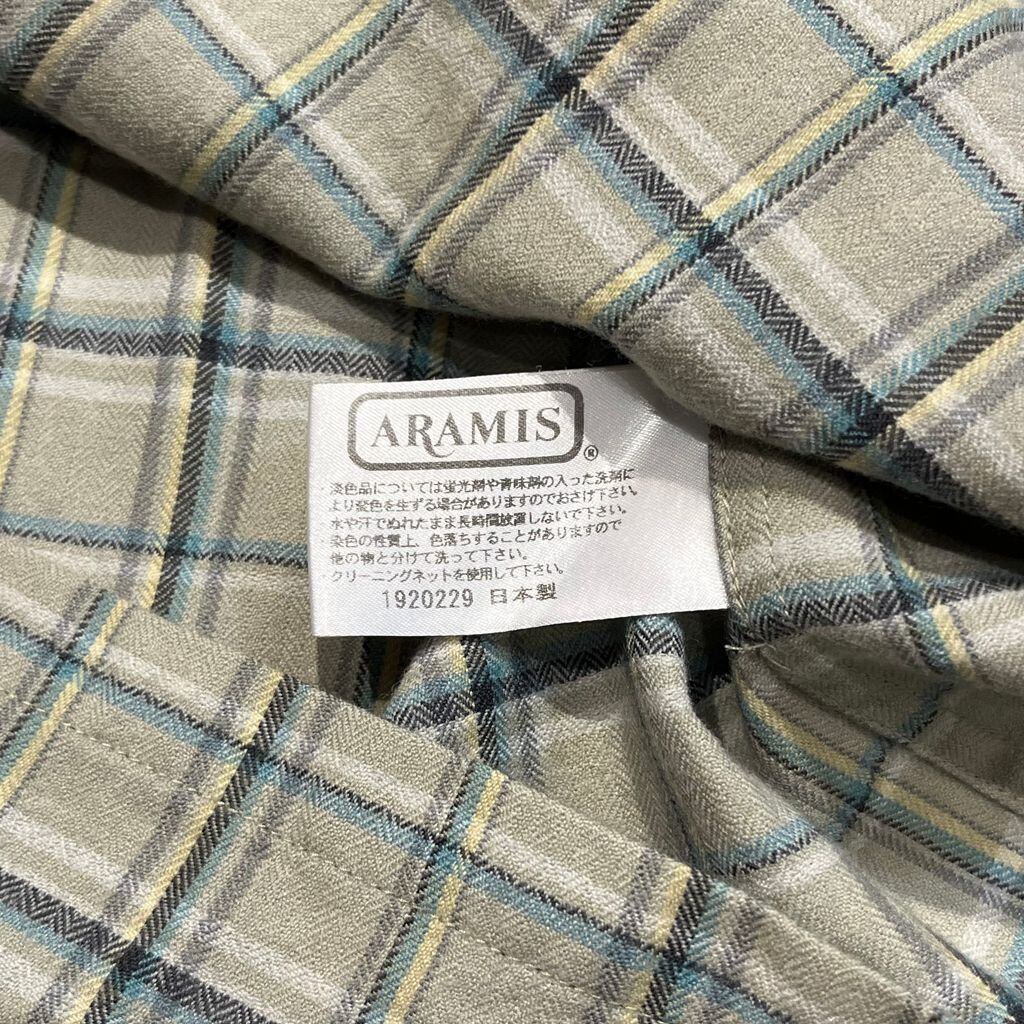 ARAMIS®
・淡色品については蛍光剤や青味剤の入った洗剤に
より変色を生ずる場合がありますのでおさげ下さい。
・水や汗でぬれたまま長時間放置しないで下さい。
・染色の性質上、色落ちすることがありますので
他の物と分けて洗って下さい。
・クリーニングネットを使用して下さい。
1920229 日本製